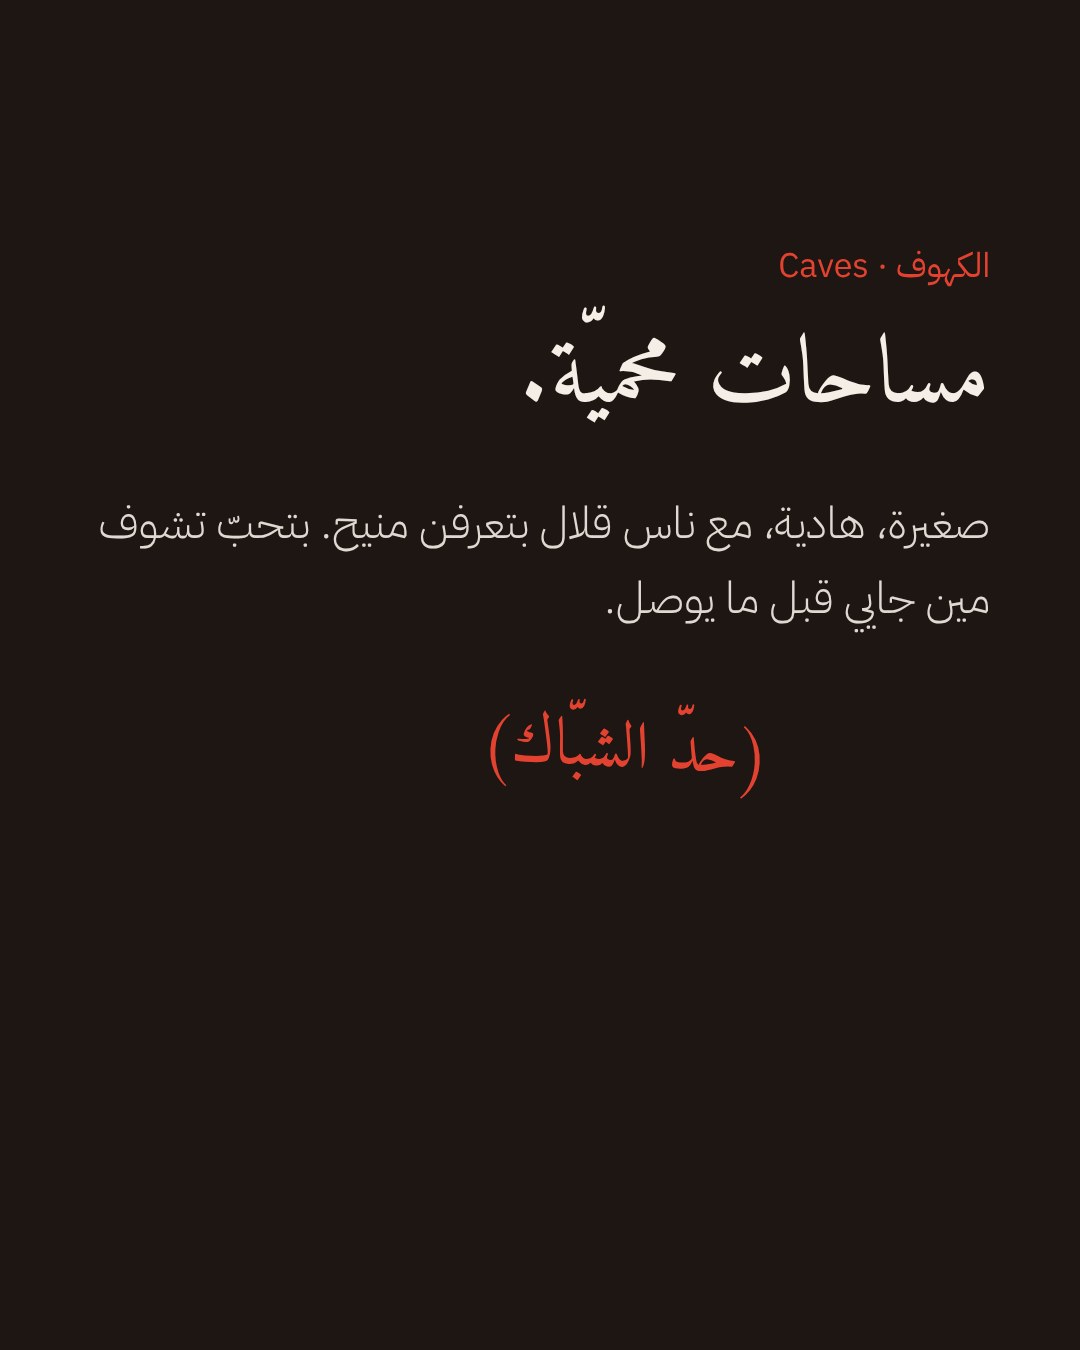 الكهوف · Caves
مساحات محميّة.
صغيرة، هادية، مع ناس قلال بتعرفن منيح. بتحبّ تشوف
مين جايي قبل ما يوصل.
(حدّ الشبّاك)